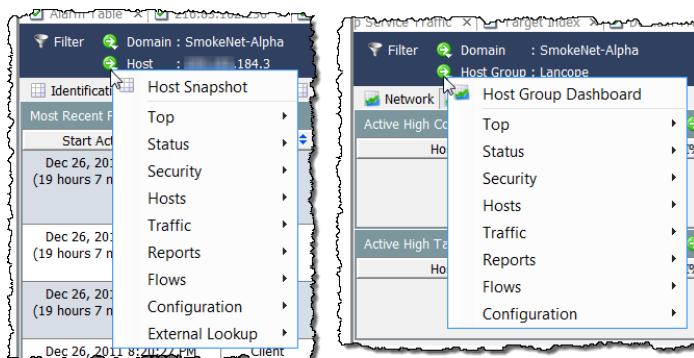 Alarm Table
Filter
Domain : SmokeNet-Alpha
Host :
.184.3
Identificati
Host Snapshot
Most Recent
Start Act
Top
Dec 26, 201
(19 hours 7 m
Status
Security
Hosts
Dec 26, 201
(19 hours 7 m
Traffic
Reports
Dec 26, 201
(19 hours 7 m
Flows
Configuration
External Lookup
Dec 26, 2011 8:20:27 PM
Client
Service Traffic
Target Index
Filter
Domain : SmokeNet-Alpha
Host Group : Lancope
Network
Host Group Dashboard
Active High Co
Ho
Top
Status
Security
Hosts
Traffic
Active High Ta
Ho
Reports
Flows
Configuration